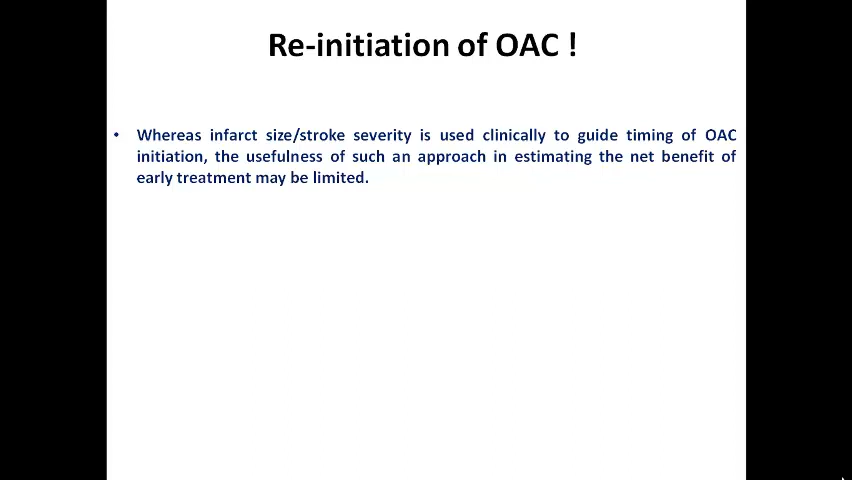 Re-initiation of OAC !
• Whereas infarct size/stroke severity is used clinically to guide timing of OAC
initiation, the usefulness of such an approach in estimating the net benefit of
early treatment may be limited.